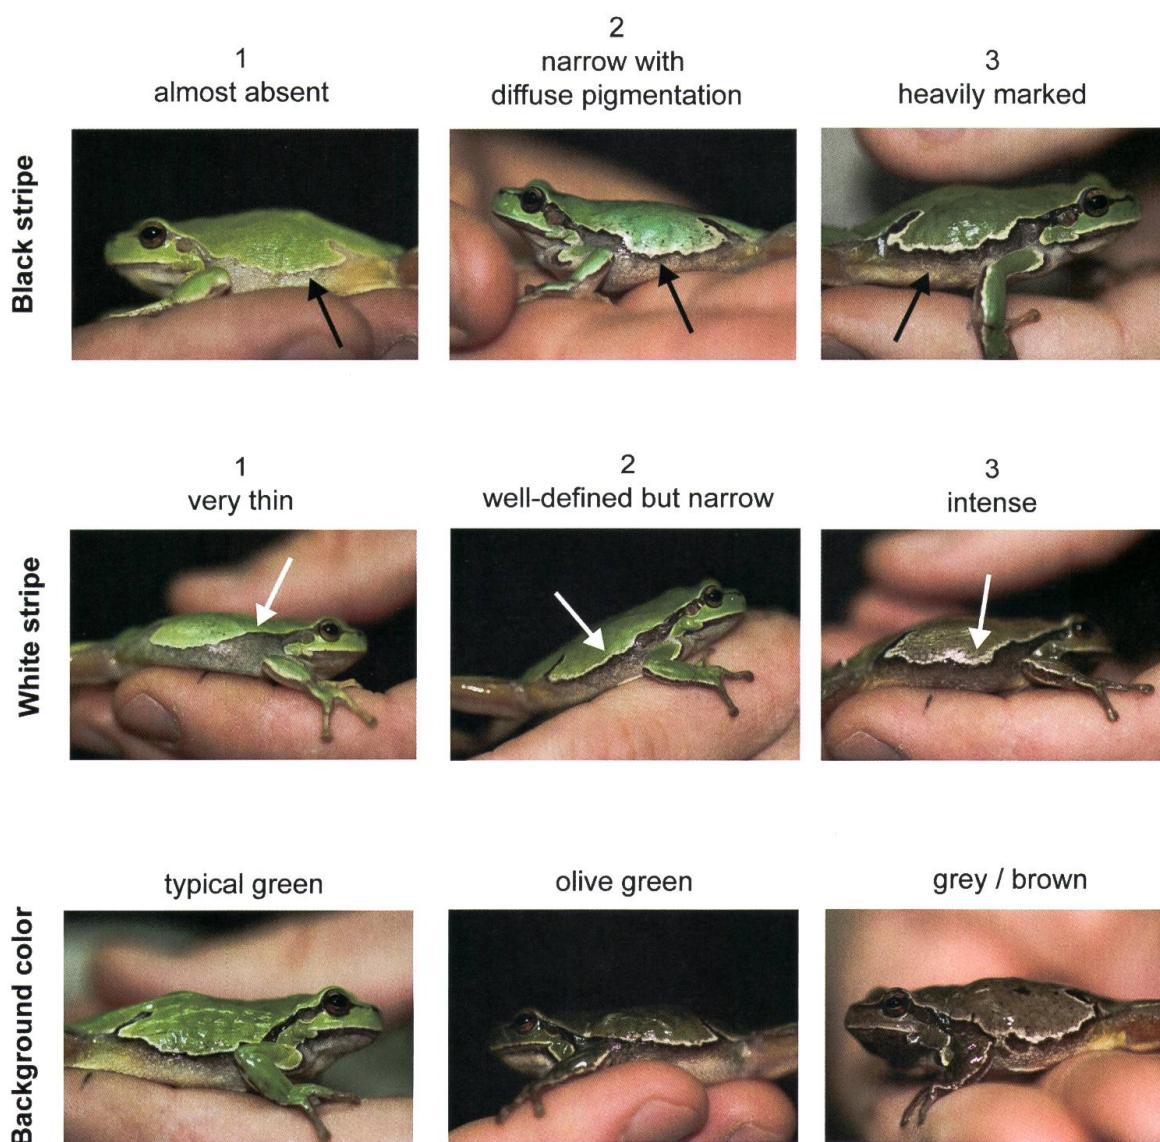 1
almost absent
2
narrow with
diffuse pigmentation
3
heavily marked
Black stripe
1
very thin
2
well-defined but narrow
3
intense
White stripe
typical green
olive green
grey / brown
Background color